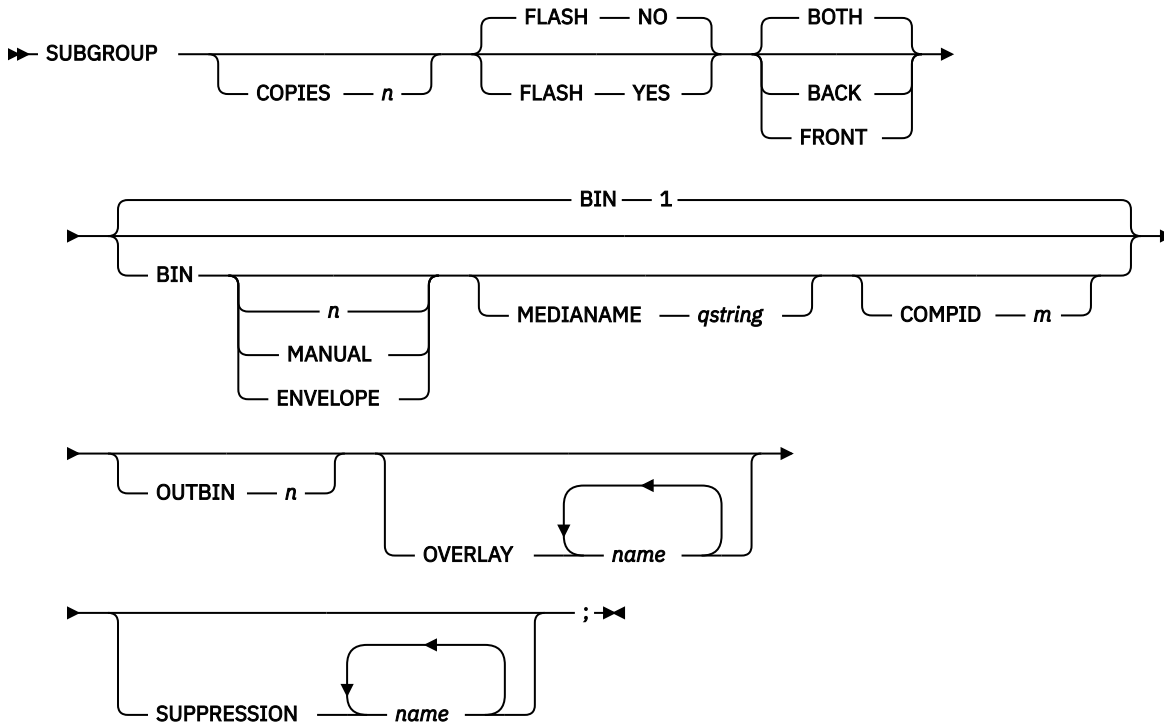 FLASH NO BOTH
SUBGROUP
COPIES n FLASH YES BACK
FRONT
BIN 1
BIN
n MEDIANAME qstring COMPID m
MANUAL
ENVELOPE
OUTBIN n
OVERLAY name
;
SUPPRESSION name